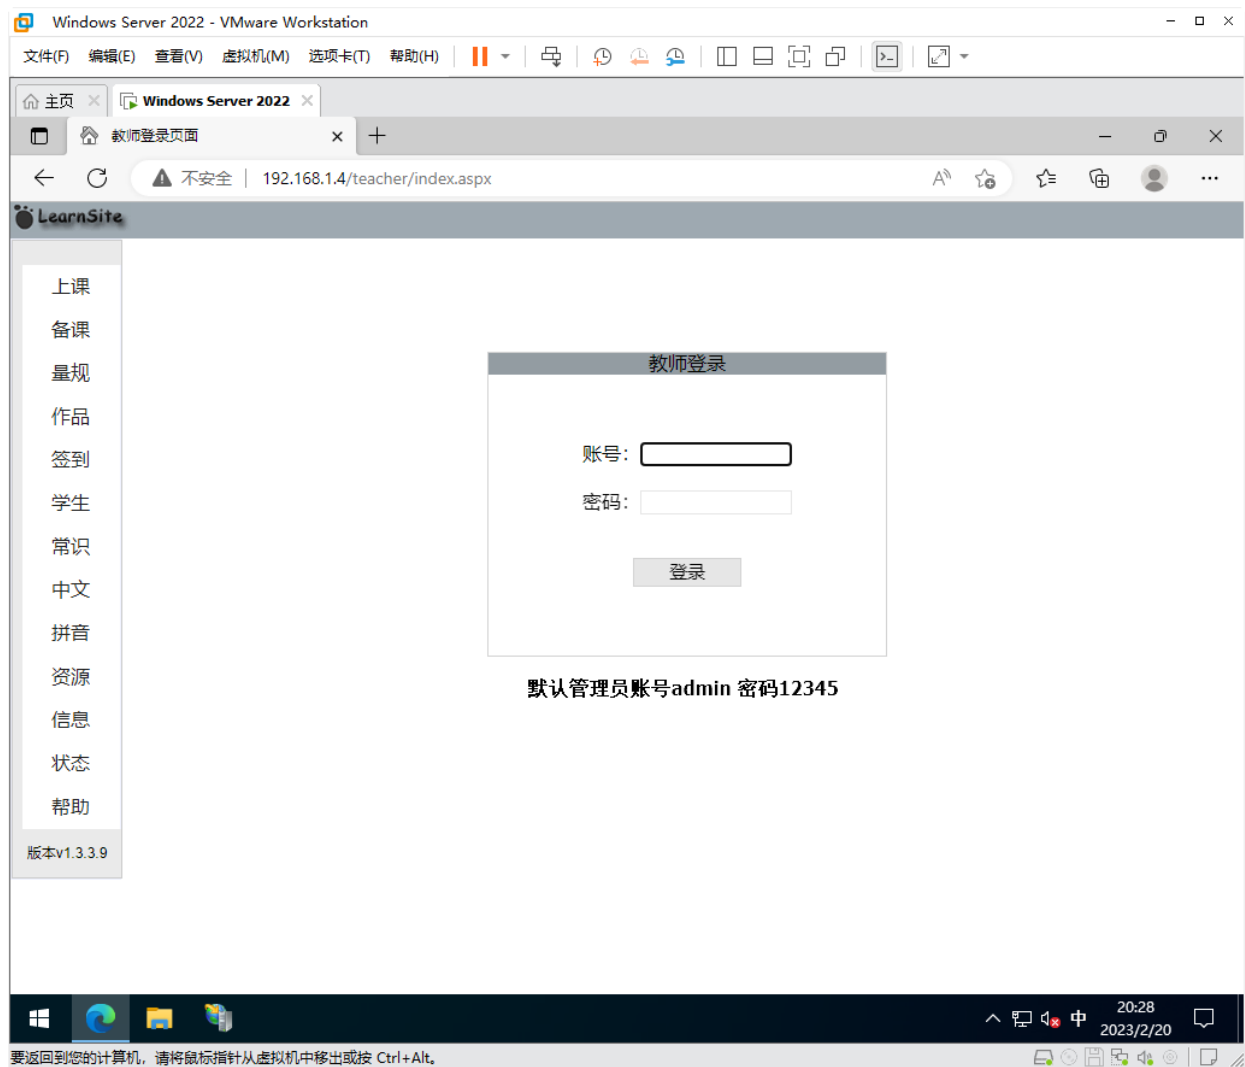 Windows Server 2022 - VMware Workstation
文件(F) 编辑(E) 查看(V) 虚拟机(M) 选项卡(T) 帮助(H)
主页 Windows Server 2022
教师登录页面
不安全 192.168.1.4/teacher/index.aspx
LearnSite
上课
备课
量规
作品
签到
学生
常识
中文
拼音
资源
信息
状态
帮助
版本v1.3.3.9
教师登录
账号：
密码：
登录
默认管理员账号admin 密码12345
中 20:28
2023/2/20
要返回到您的计算机，请将鼠标指针从虚拟机中移出或按 Ctrl+Alt。